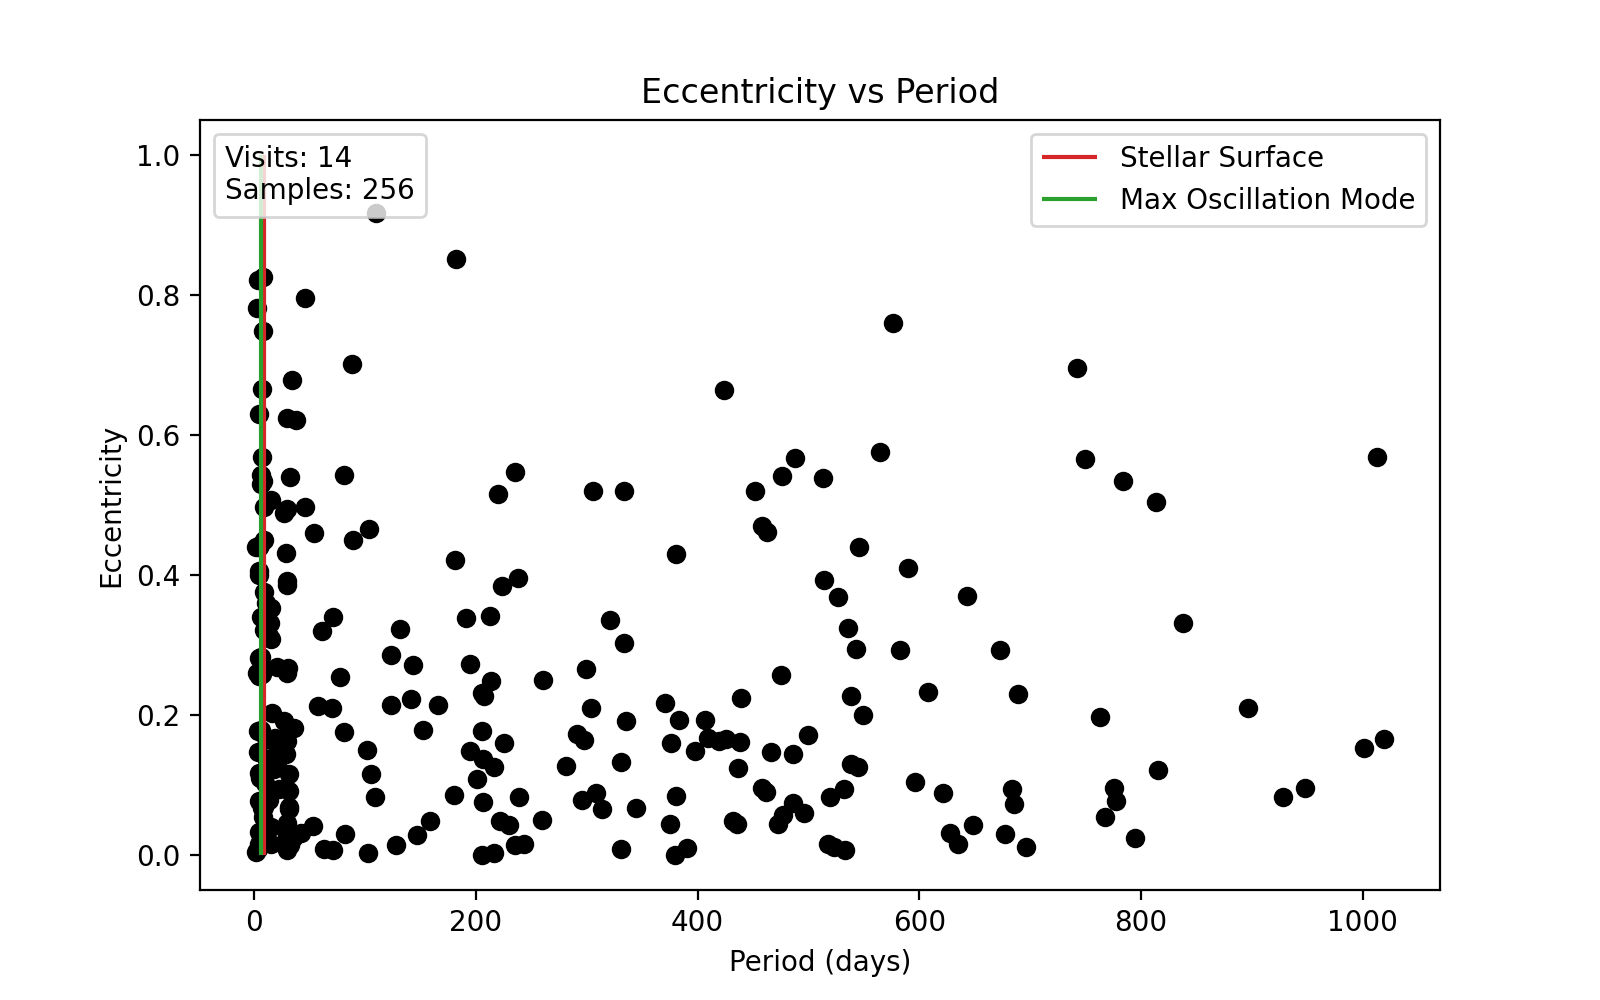 Eccentricity vs Period
Visits: 14
Samples: 256
Stellar Surface
Max Oscillation Mode
1.0
0.8
0.6
0.4
0.2
0.0
Eccentricity
0 200 400 600 800 1000
Period (days)